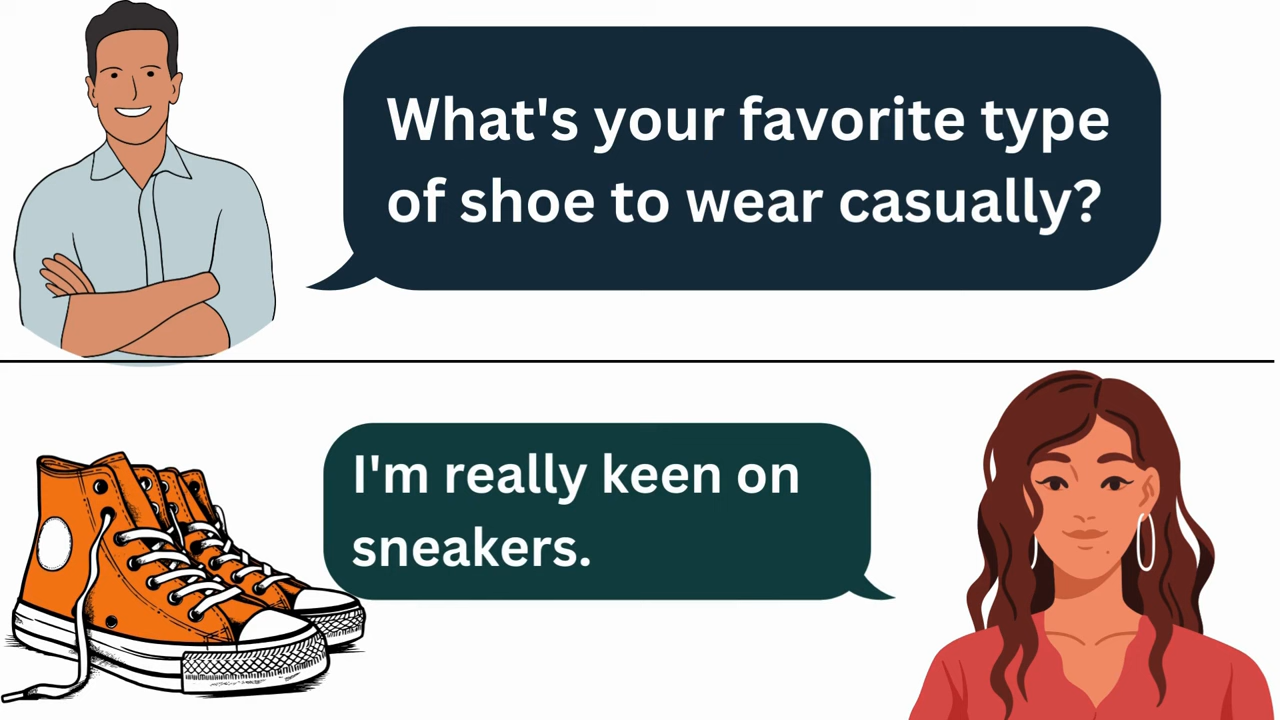 What's your favorite type
of shoe to wear casually?
I'm really keen on
sneakers.